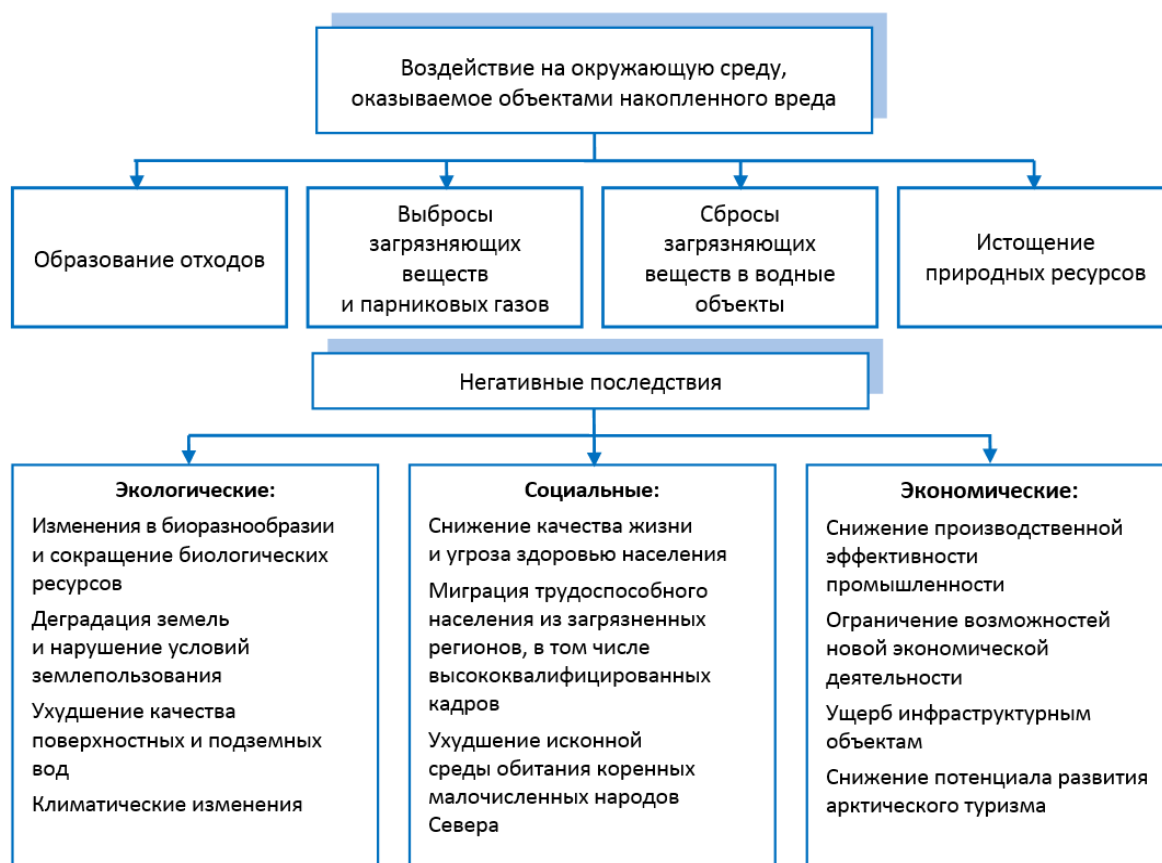 Воздействие на окружающую среду,
оказываемое объектами накопленного вреда
Образование отходов
Выбросы
загрязняющих
веществ
и парниковых газов
Сбросы
загрязняющих
веществ в водные
объекты
Истощение
природных ресурсов
Негативные последствия
Экологические:
Изменения в биоразнообразии
и сокращение биологических
ресурсов
Деградация земель
и нарушение условий
землепользования
Ухудшение качества
поверхностных и подземных
вод
Климатические изменения
Социальные:
Снижение качества жизни
и угроза здоровью населения
Миграция трудоспособного
населения из загрязненных
регионов, в том числе
высококвалифицированных
кадров
Ухудшение исконной
среды обитания коренных
малочисленных народов
Севера
Экономические:
Снижение производственной
эффективности
промышленности
Ограничение возможностей
новой экономической
деятельности
Ущерб инфраструктурным
объектам
Снижение потенциала развития
арктического туризма